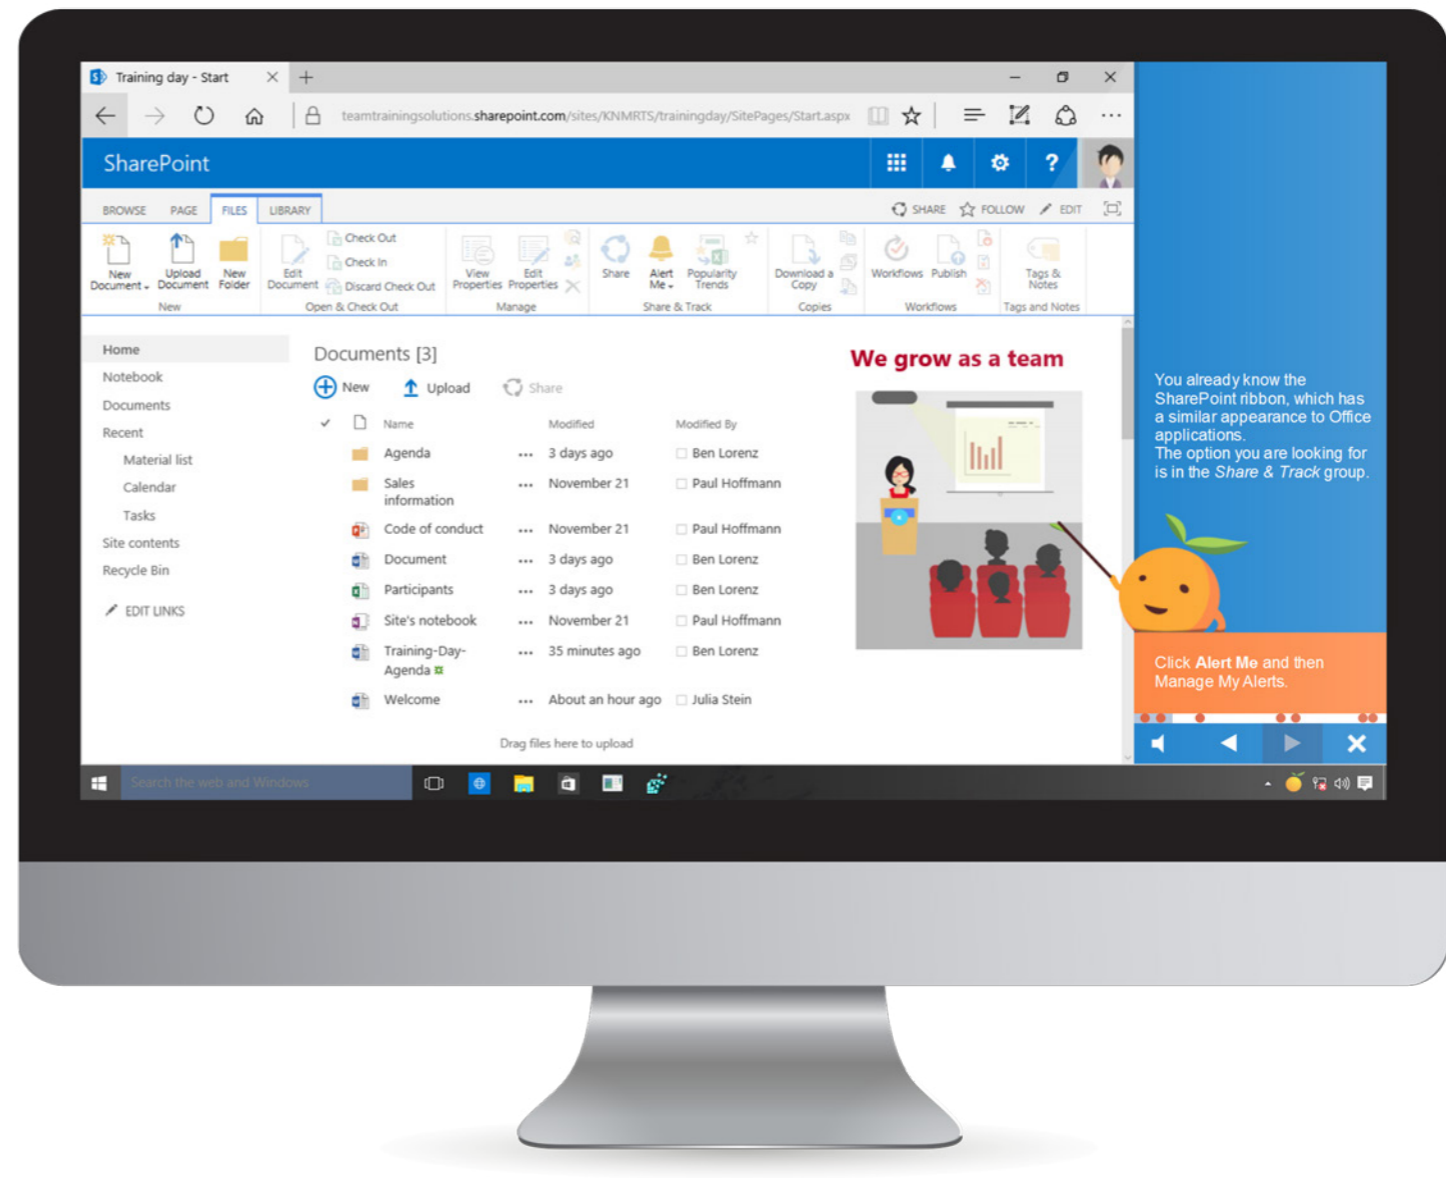 Training day - Start
teamtrainingsolutions.sharepoint.com/sites/KNMRTS/trainingday/SitePages/Start.aspx
SharePoint
?
BROWSE PAGE FILES LIBRARY
SHARE FOLLOW EDIT
New Document
Upload Document
New Folder
New
Edit Document
Check Out
Check In
Discard Check Out
Open & Check Out
View Properties
Edit Properties
Manage
Share
Alert Me
Popularity Trends
Share & Track
Download a Copy
Copies
Workflows
Publish
Workflows
Tags & Notes
Tags and Notes
Home
Notebook
Documents
Recent
Material list
Calendar
Tasks
Site contents
Recycle Bin
EDIT LINKS
Documents [3]
New Upload Share
Name Modified Modified By
Agenda ... 3 days ago Ben Lorenz
Sales ... November 21 Paul Hoffmann
information
Code of conduct ... November 21 Paul Hoffmann
Document ... 3 days ago Ben Lorenz
Participants ... 3 days ago Ben Lorenz
Site's notebook ... November 21 Paul Hoffmann
Training-Day- ... 35 minutes ago Ben Lorenz
Agenda
Welcome ... About an hour ago Julia Stein
Drag files here to upload
We grow as a team
You already know the
SharePoint ribbon, which has
a similar appearance to Office
applications.
The option you are looking for
is in the Share & Track group.
Click Alert Me and then
Manage My Alerts.
Search the web and Windows